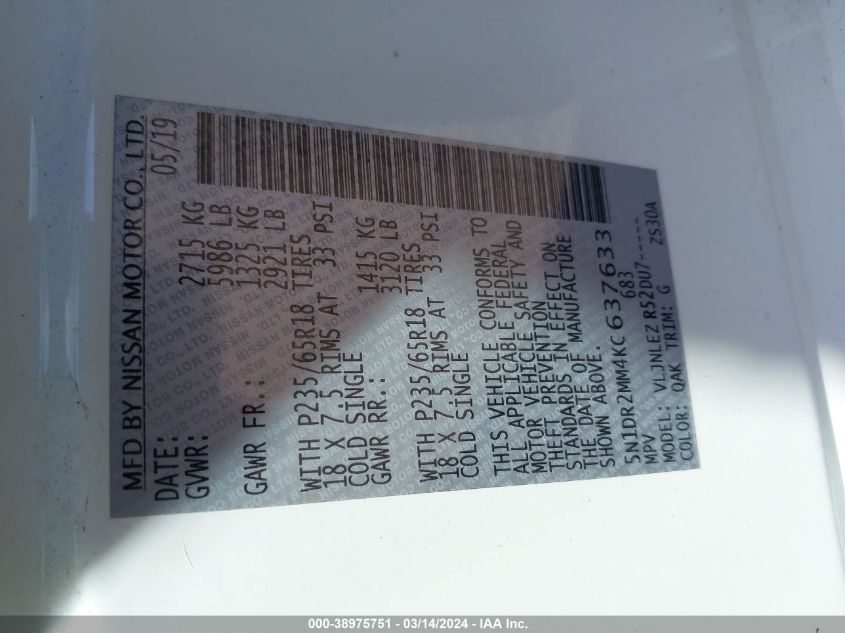 MFD BY NISSAN MOTOR CO., LTD.
DATE: 05/19
GVWR: 2715 KG
5986 LB
GAWR FR.: 1325 KG
2921 LB
WITH P235/65R18 TIRES
18 X 7.5 RIMS AT 33 PSI
COLD SINGLE
GAWR RR.: 1415 KG
3120 LB
WITH P235/65R18 TIRES
18 X 7.5 RIMS AT 33 PSI
COLD SINGLE
THIS VEHICLE CONFORMS TO
ALL APPLICABLE FEDERAL
MOTOR VEHICLE SAFETY AND
THEFT PREVENTION
STANDARDS IN EFFECT ON
THE DATE OF MANUFACTURE
SHOWN ABOVE.
5N1DR2MM4KC637633
MPV 683
MODEL: VLJNLEZ R52DU7-----
COLOR: QAK TRIM: G ZS30A
000-38975751 - 03/14/2024 - IAA Inc.